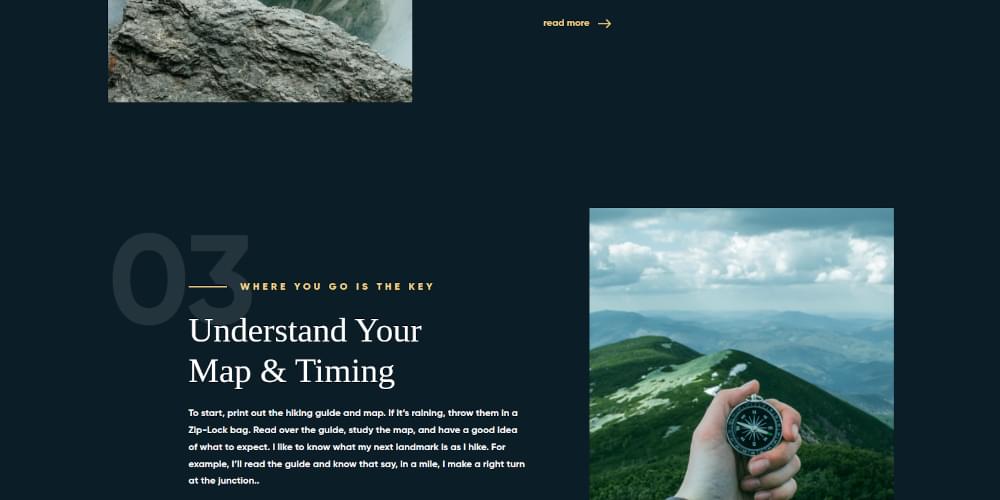 read more
03
WHERE YOU GO IS THE KEY
Understand Your
Map & Timing
To start, print out the hiking guide and map. If it's raining, throw them in a
Zip-Lock bag. Read over the guide, study the map, and have a good idea
of what to expect. I like to know what my next landmark is as I hike. For
example, I'll read the guide and know that say, in a mile, I make a right turn
at the junction..